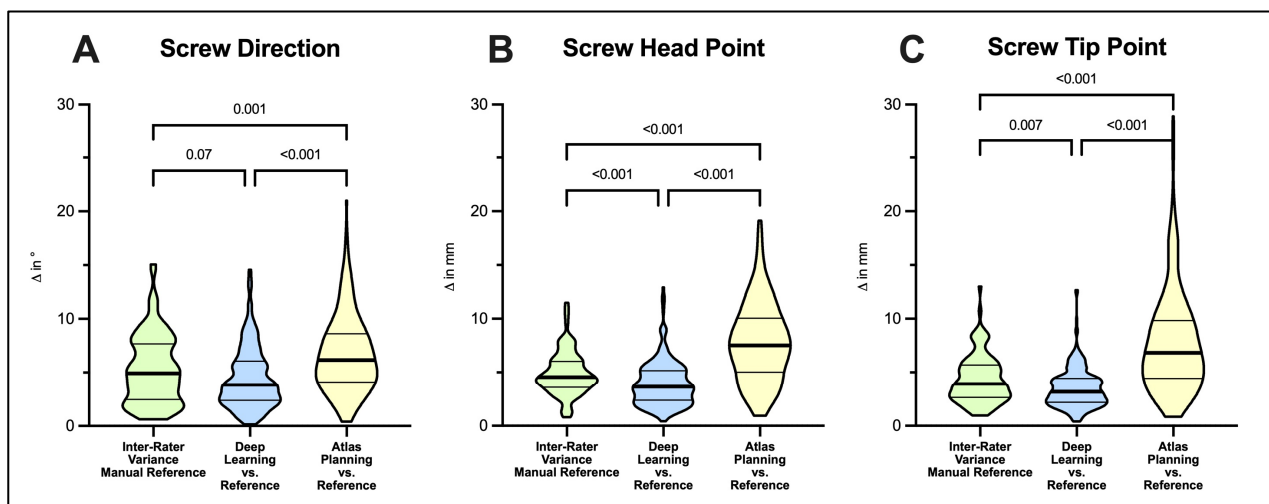 A Screw Direction
30
20
10
0
Δ in °
0.001
0.07 <0.001
Inter-Rater
Variance
Manual Reference
Deep
Learning
vs.
Reference
Atlas
Planning
vs.
Reference
B Screw Head Point
30
20
10
0
Δ in mm
<0.001
<0.001 <0.001
Inter-Rater
Variance
Manual Reference
Deep
Learning
vs.
Reference
Atlas
Planning
vs.
Reference
C Screw Tip Point
30
20
10
0
Δ in mm
<0.001
0.007 <0.001
Inter-Rater
Variance
Manual Reference
Deep
Learning
vs.
Reference
Atlas
Planning
vs.
Reference